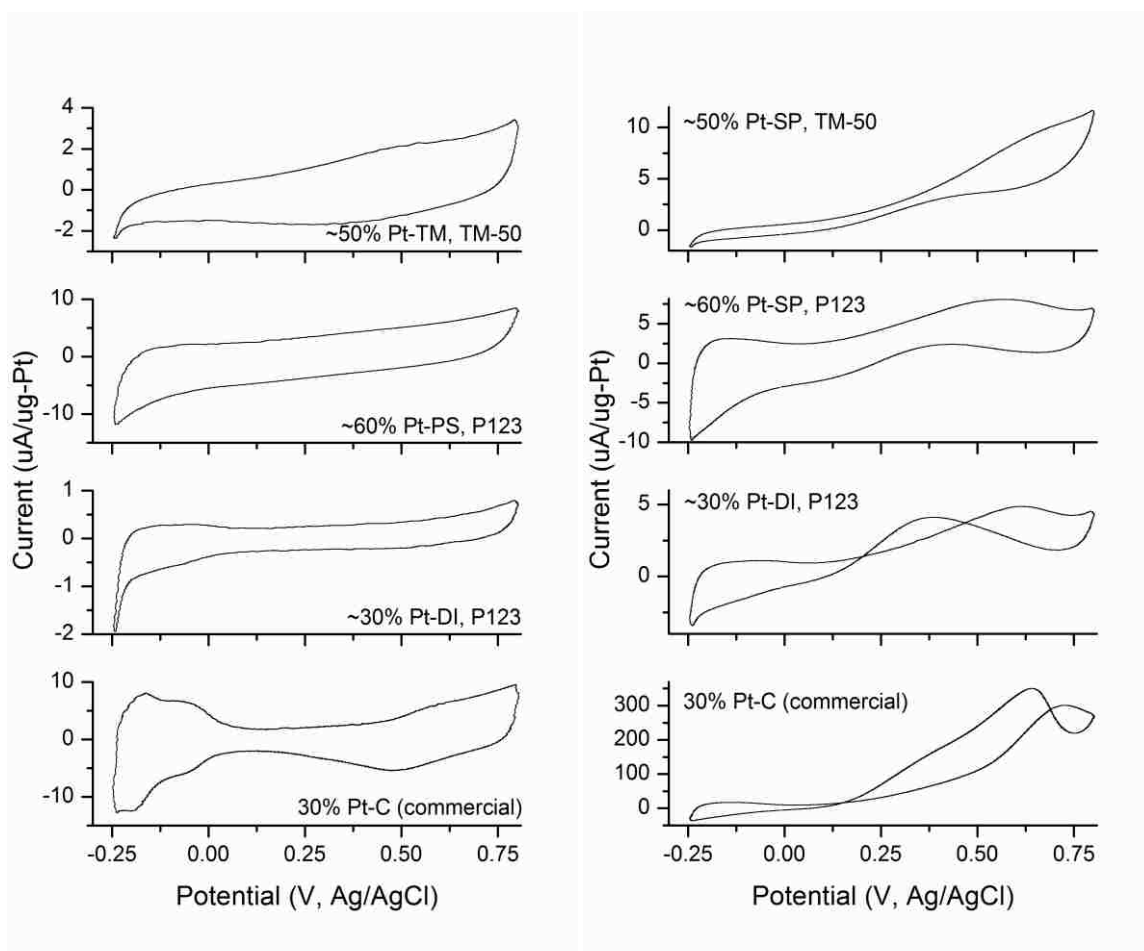 4
2
0
-2
~50% Pt-TM, TM-50
10
0
-10
~60% Pt-PS, P123
1
0
-1
-2
~30% Pt-DI, P123
10
0
-10
30% Pt-C (commercial)
-0.25 0.00 0.25 0.50 0.75
Potential (V, Ag/AgCl)
Current (uA/ug-Pt)
10
5
0
~50% Pt-SP, TM-50
5
0
-5
-10
~60% Pt-SP, P123
5
0
~30% Pt-DI, P123
300
200
100
0
30% Pt-C (commercial)
-0.25 0.00 0.25 0.50 0.75
Potential (V, Ag/AgCl)
Current (uA/ug-Pt)